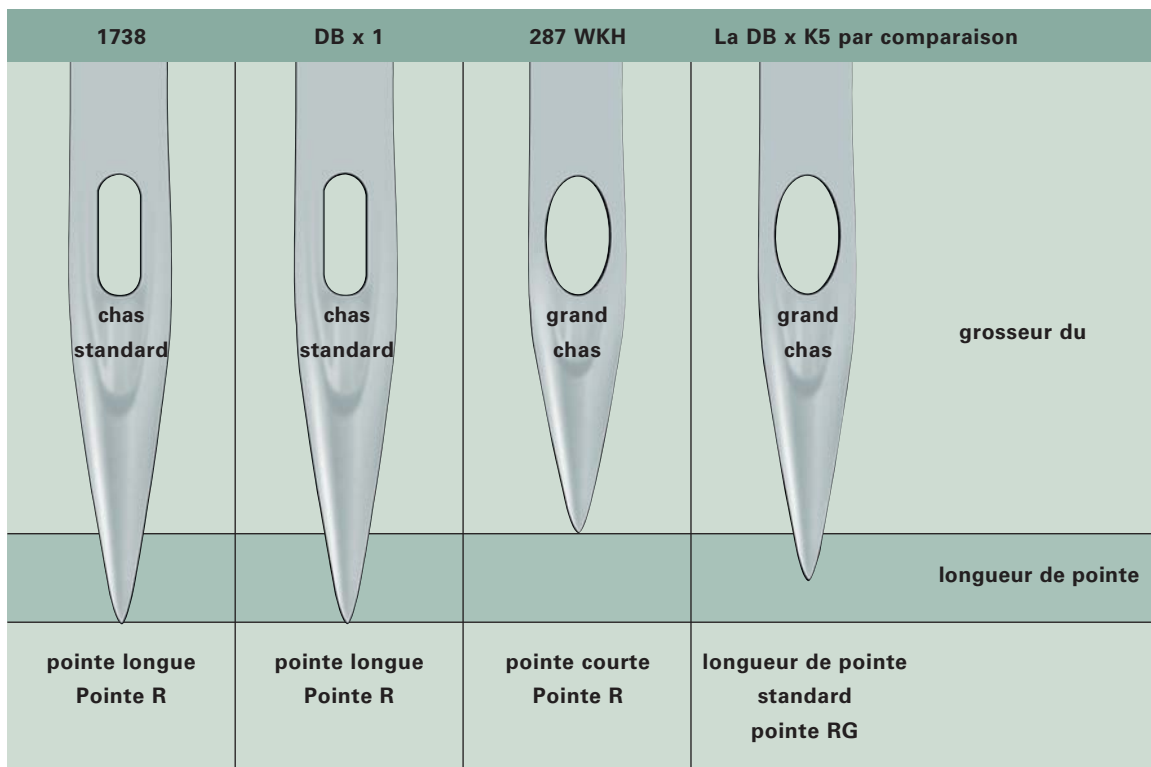 1738
DB x 1
287 WKH
La DB x K5 par comparaison
chas
standard
chas
standard
grand
chas
grand
chas
grosseur du
longueur de pointe
pointe longue
Pointe R
pointe longue
Pointe R
pointe courte
Pointe R
longueur de pointe
standard
pointe RG